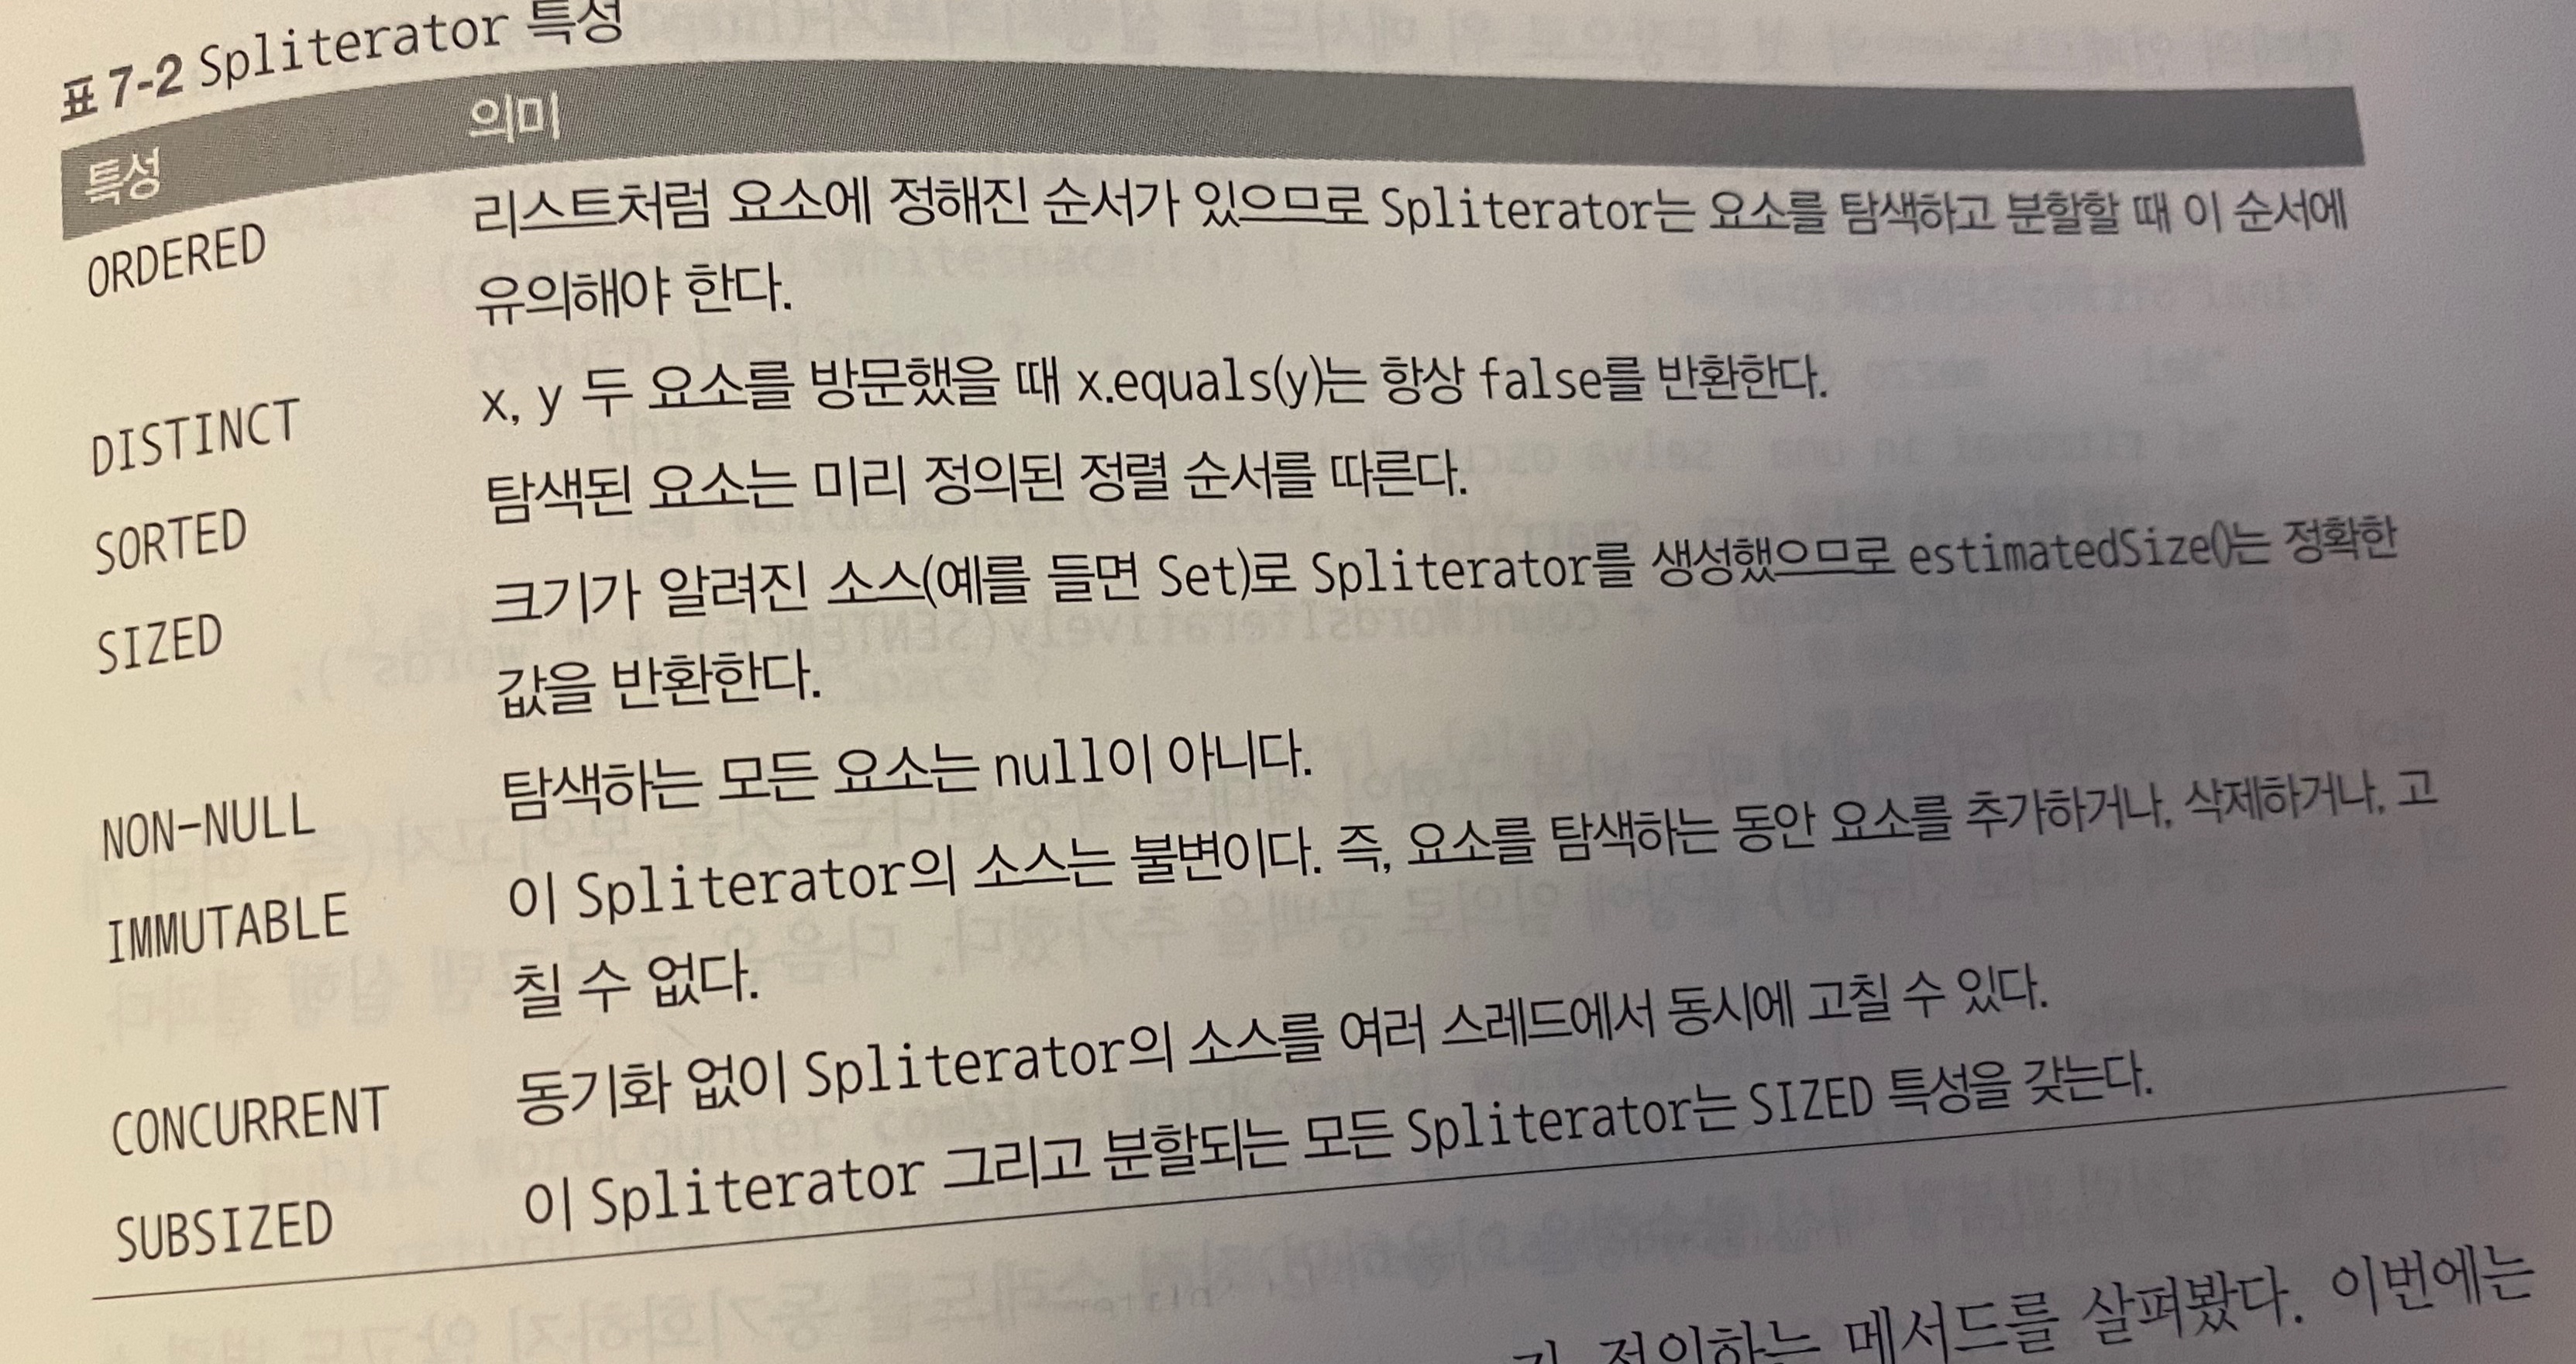 표 7-2 Spliterator 특성
특성 의미
ORDERED 리스트처럼 요소에 정해진 순서가 있으므로 Spliterator는 요소를 탐색하고 분할할 때 이 순서에
유의해야 한다.
DISTINCT x, y 두 요소를 방문했을 때 x.equals(y)는 항상 false를 반환한다.
SORTED 탐색된 요소는 미리 정의된 정렬 순서를 따른다.
SIZED 크기가 알려진 소스(예를 들면 Set)로 Spliterator를 생성했으므로 estimatedSize()는 정확한
값을 반환한다.
NON-NULL 탐색하는 모든 요소는 null이 아니다.
IMMUTABLE 이 Spliterator의 소스는 불변이다. 즉, 요소를 탐색하는 동안 요소를 추가하거나, 삭제하거나, 고
칠 수 없다.
CONCURRENT 동기화 없이 Spliterator의 소스를 여러 스레드에서 동시에 고칠 수 있다.
SUBSIZED 이 Spliterator 그리고 분할되는 모든 Spliterator는 SIZED 특성을 갖는다.
정의하는 메서드를 살펴봤다. 이번에는